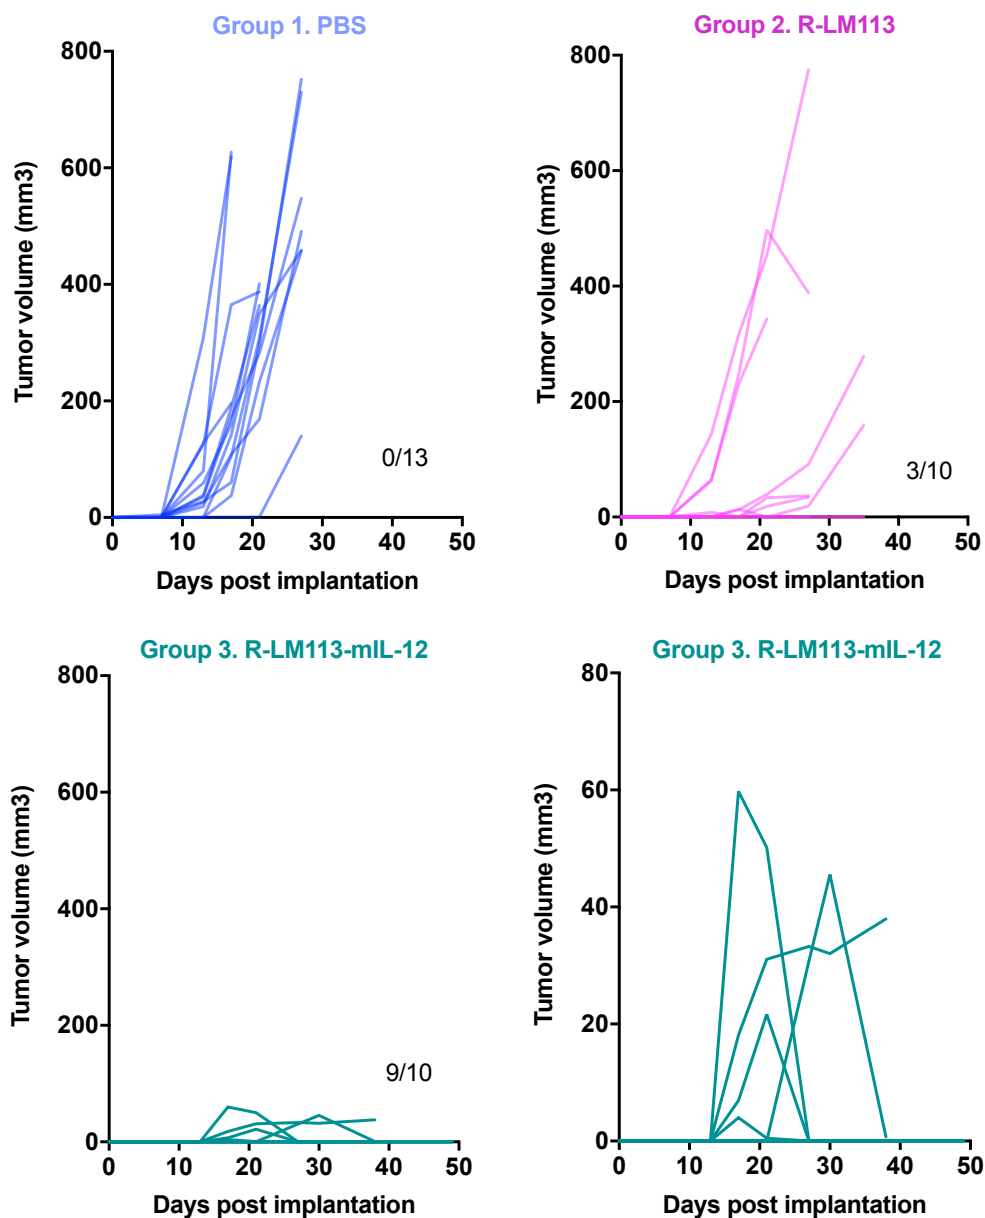 Group 1. PBS
800
600
400
200
0
Tumor volume (mm3)
0/13
0 10 20 30 40 50
Days post implantation
Group 2. R-LM113
800
600
400
200
0
Tumor volume (mm3)
3/10
0 10 20 30 40 50
Days post implantation
Group 3. R-LM113-mIL-12
800
600
400
200
0
Tumor volume (mm3)
9/10
0 10 20 30 40 50
Days post implantation
Group 3. R-LM113-mIL-12
80
60
40
20
0
Tumor volume (mm3)
0 10 20 30 40 50
Days post implantation